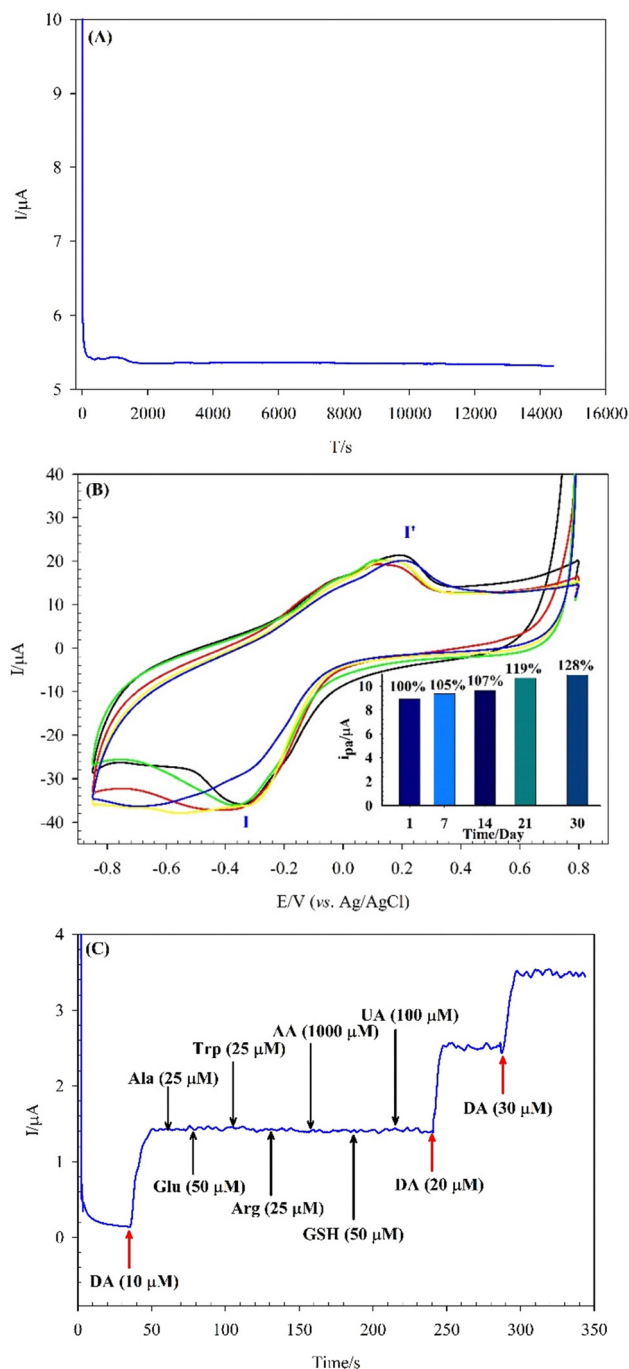 (A)
10
9
8
7
6
5
I/µA
0 2000 4000 6000 8000 10000 12000 14000 16000
T/s
(B)
40
30
20
10
0
-10
-20
-30
-40
I/µA
I'
I
-0.8 -0.6 -0.4 -0.2 0.0 0.2 0.4 0.6 0.8
E/V (vs. Ag/AgCl)
100% 105% 107% 119% 128%
10
8
6
4
2
0
ipa/µA
1 7 14 21 30
Time/Day
(C)
4
3
2
1
0
I/µA
UA (100 µM)
AA (1000 µM)
Trp (25 µM)
Ala (25 µM)
Glu (50 µM)
Arg (25 µM)
GSH (50 µM)
DA (10 µM)
DA (20 µM)
DA (30 µM)
0 50 100 150 200 250 300 350
Time/s